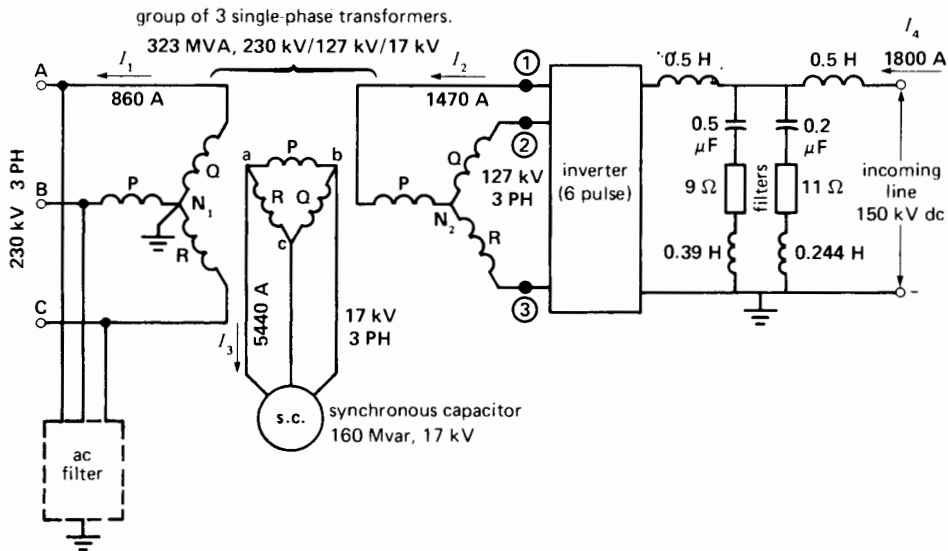 group of 3 single-phase transformers.
323 MVA, 230 kV/127 kV/17 kV
I1
860 A
I2
1470 A
I4
1800 A
0.5 H
0.5 H
A
B
C
230 kV 3 PH
P
Q
R
N1
a
P
b
R
Q
c
I3
5440 A
17 kV
3 PH
s.c.
synchronous capacitor
160 Mvar, 17 kV
P
Q
R
N2
1
2
3
127 kV
3 PH
inverter
(6 pulse)
0.5
μF
9 Ω
0.39 H
filters
0.2
μF
11 Ω
0.244 H
incoming
line
150 kV dc
-
ac
filter